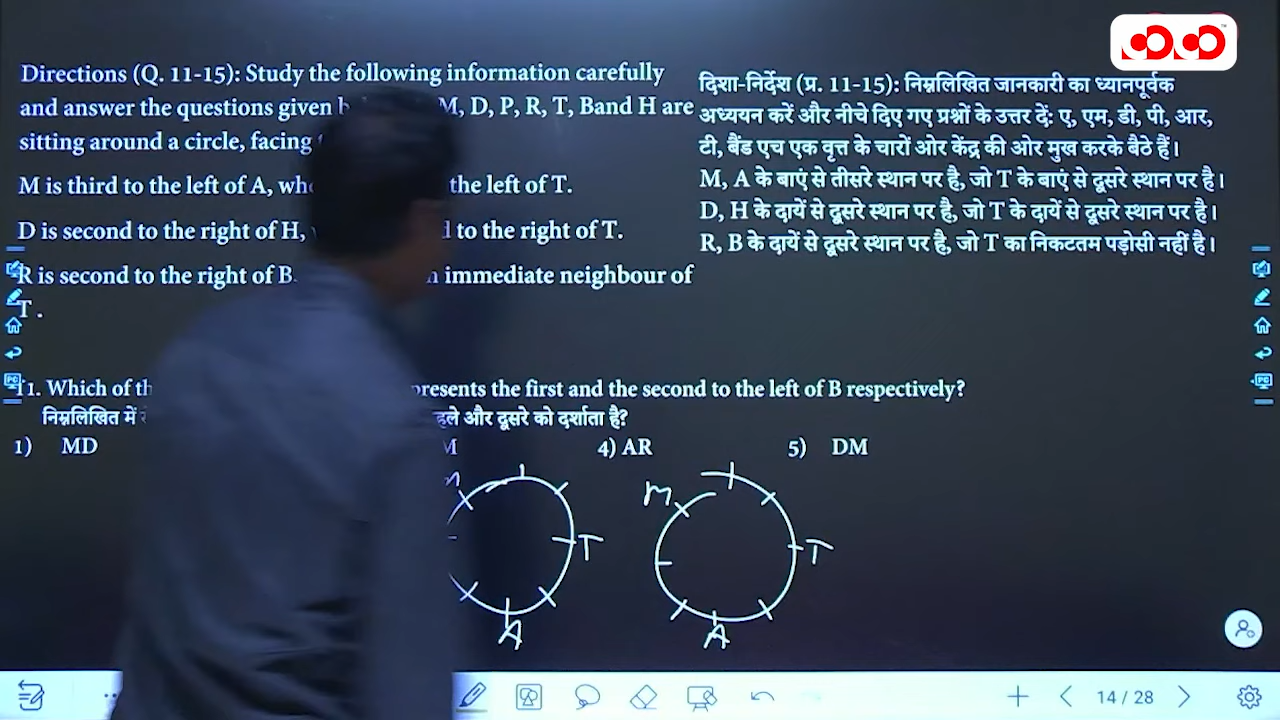 Directions (Q. 11-15): Study the following information carefully
and answer the questions given M, D, P, R, T, Band H are
sitting around a circle, facing
M is third to the left of A, the left of T.
D is second to the right of H, to the right of T.
R is second to the right of B. immediate neighbour of
T .
दिशा-निर्देश (प्र. 11-15): निम्नलिखित जानकारी का ध्यानपूर्वक
अध्ययन करें और नीचे दिए गए प्रश्नों के उत्तर दें: ए, एम, डी, पी, आर,
टी, बैंड एच एक वृत्त के चारों ओर केंद्र की ओर मुख करके बैठे हैं।
M, A के बाएं से तीसरे स्थान पर है, जो T के बाएं से दूसरे स्थान पर है।
D, H के दायें से दूसरे स्थान पर है, जो T के दायें से दूसरे स्थान पर है।
R, B के दायें से दूसरे स्थान पर है, जो T का निकटतम पड़ोसी नहीं है।
11. Which of the first and the second to the left of B respectively?
निम्नलिखित में और दूसरे को दर्शाता है?
1) MD 4) AR 5) DM
M
T
A
M
T
A
14 / 28